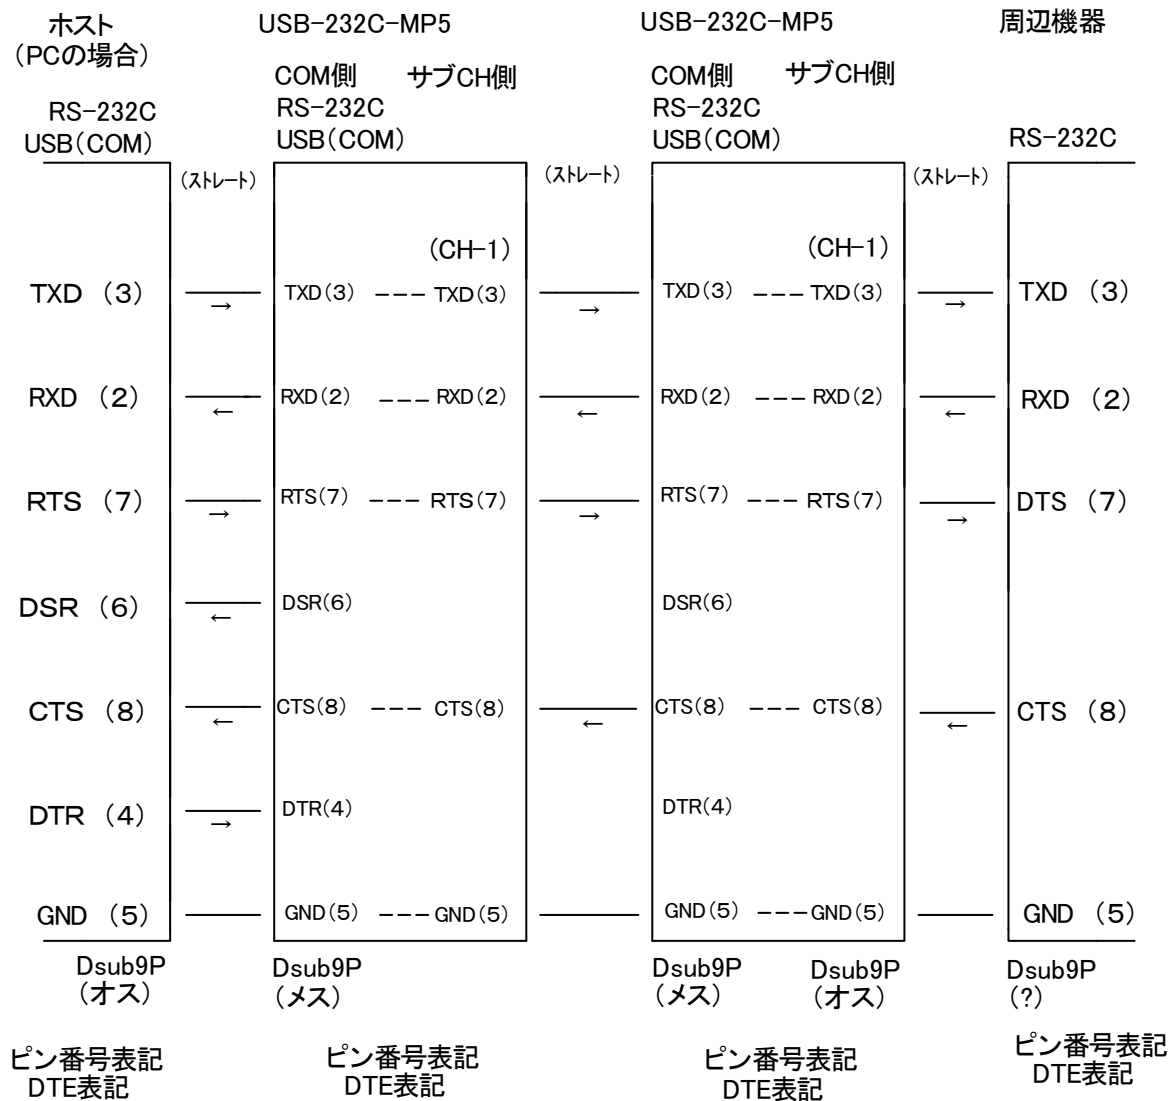 ホスト
（PCの場合）
USB-232C-MP5
USB-232C-MP5
周辺機器
COM側
サブCH側
COM側
サブCH側
RS-232C
RS-232C
RS-232C
USB（COM）
USB（COM）
USB（COM）
RS-232C
（ストレート）
（ストレート）
（ストレート）
（CH-1）
（CH-1）
TXD （3）
→
TXD（3） --- TXD（3）
→
TXD（3） --- TXD（3）
→
TXD （3）
RXD （2）
←
RXD（2） --- RXD（2）
←
RXD（2） --- RXD（2）
←
RXD （2）
RTS （7）
→
RTS（7） --- RTS（7）
→
RTS（7） --- RTS（7）
→
DTS （7）
DSR （6）
←
DSR（6）
DSR（6）
CTS （8）
←
CTS（8） --- CTS（8）
←
CTS（8） --- CTS（8）
←
CTS （8）
DTR （4）
→
DTR（4）
DTR（4）
GND （5）
GND（5） --- GND（5）
GND（5） --- GND（5）
GND （5）
Dsub9P
（オス）
Dsub9P
（メス）
Dsub9P
（メス）
Dsub9P
（オス）
Dsub9P
（?）
ピン番号表記
DTE表記
ピン番号表記
DTE表記
ピン番号表記
DTE表記
ピン番号表記
DTE表記